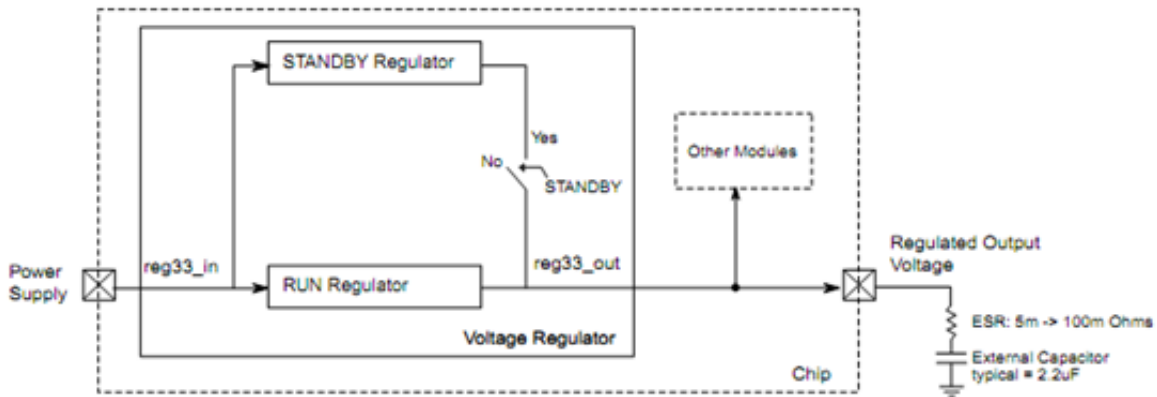 STANDBY Regulator
Yes
No
STANDBY
Other Modules
Power
Supply
reg33_in
RUN Regulator
reg33_out
Regulated Output
Voltage
Voltage Regulator
ESR: 5m -> 100m Ohms
External Capacitor
typical = 2.2uF
Chip